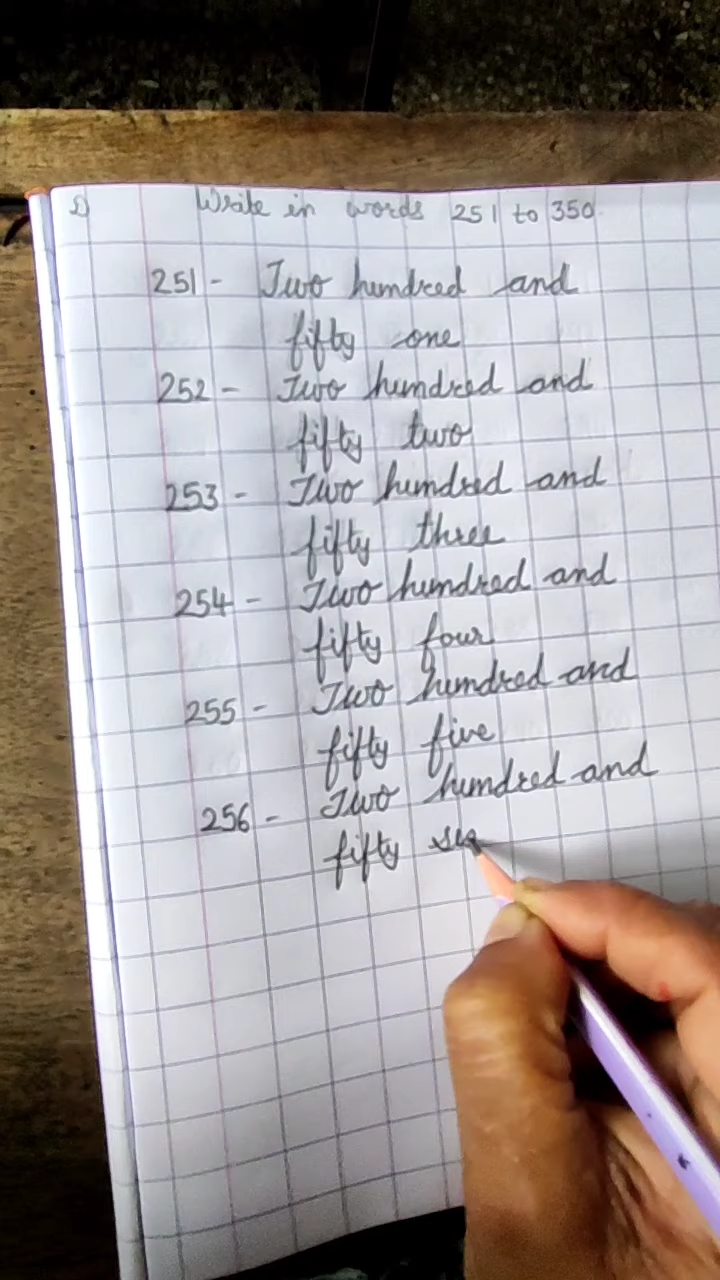 1) Write in words 251 to 350.
251 - Two hundred and
fifty one
252 - Two hundred and
fifty two
253 - Two hundred and
fifty three
254 - Two hundred and
fifty four
255 - Two hundred and
fifty five
256 - Two hundred and
fifty